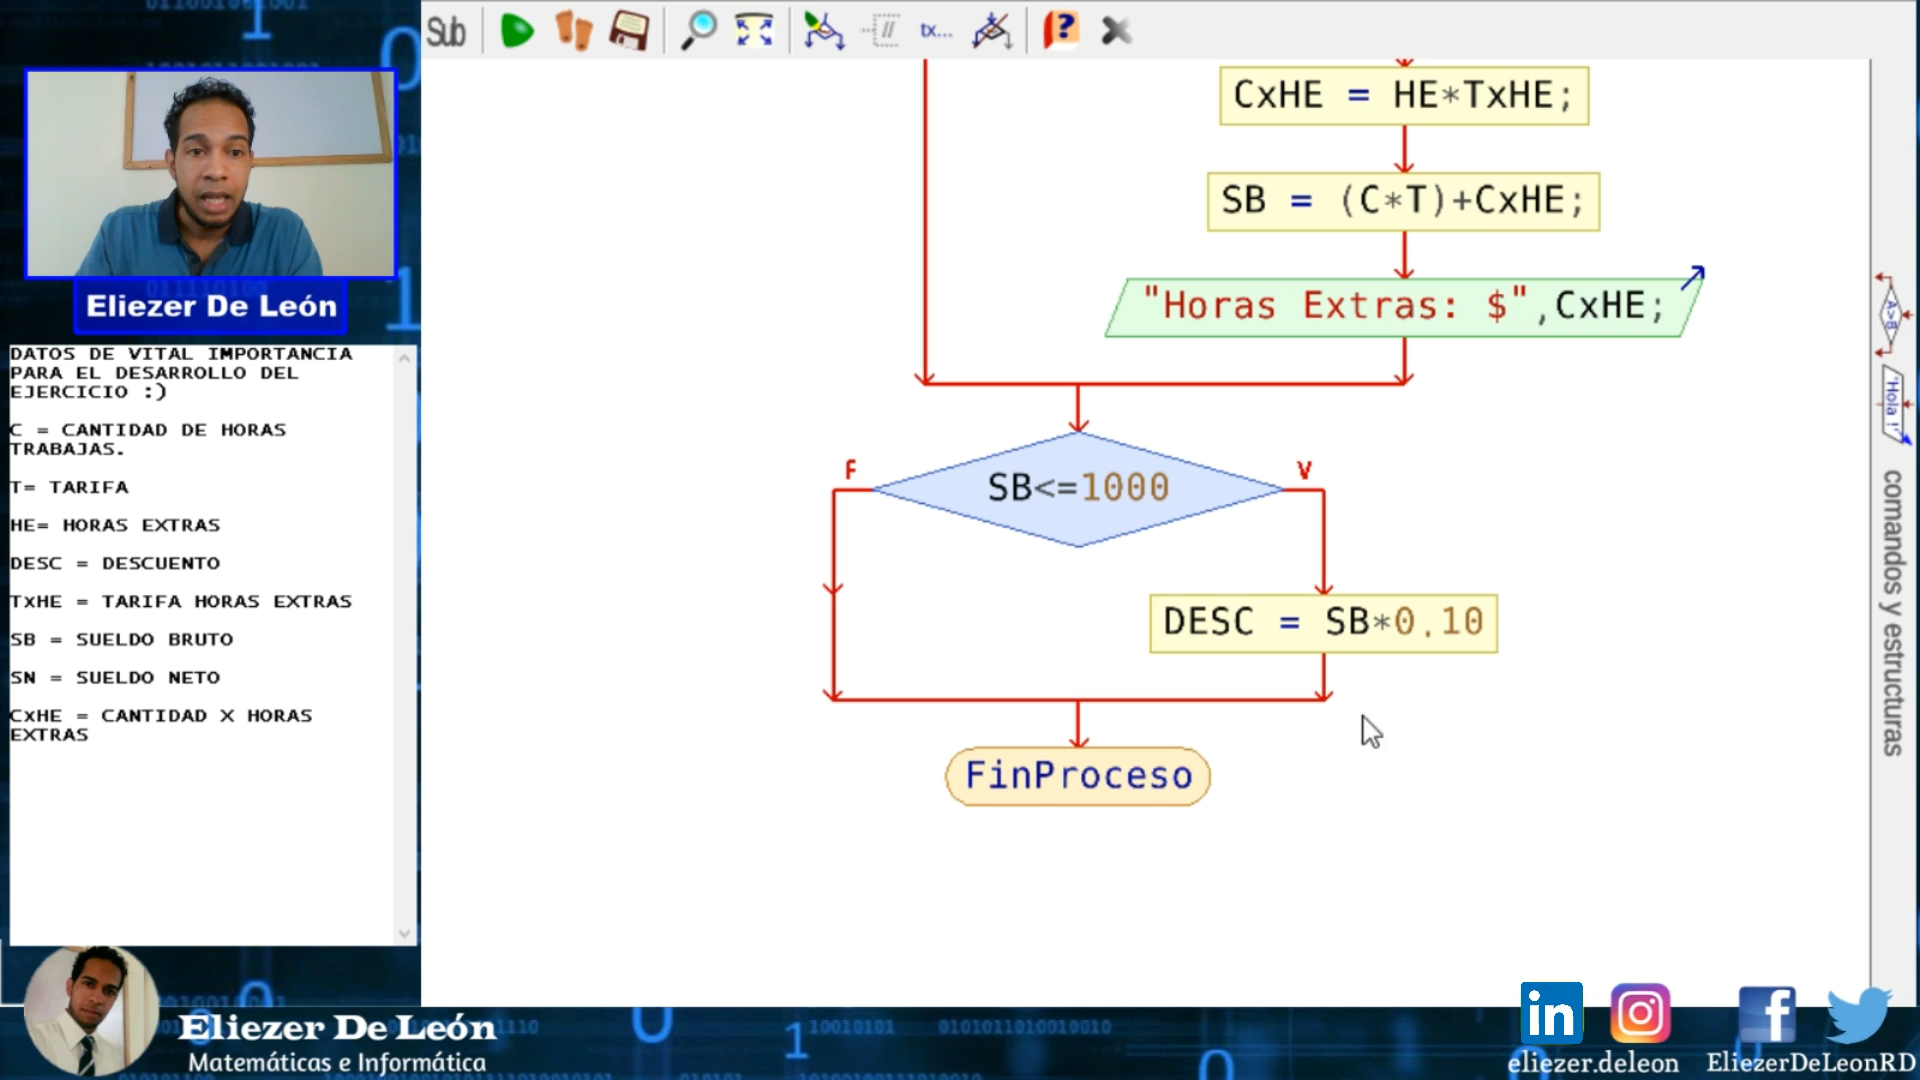 Sub
//
tx...
?
CxHE = HE*TxHE;
SB = (C*T)+CxHE;
"Horas Extras: $",CxHE;
F
SB<=1000
V
DESC = SB*0.10
FinProceso
A>B
'Hola !'
comandos y estructuras
Eliezer De León
DATOS DE VITAL IMPORTANCIA
PARA EL DESARROLLO DEL
EJERCICIO :)
C = CANTIDAD DE HORAS
TRABAJAS.
T= TARIFA
HE= HORAS EXTRAS
DESC = DESCUENTO
TxHE = TARIFA HORAS EXTRAS
SB = SUELDO BRUTO
SN = SUELDO NETO
CxHE = CANTIDAD X HORAS
EXTRAS
Eliezer De León
Matemáticas e Informática
in
f
eliezer.deleon
EliezerDeLeonRD